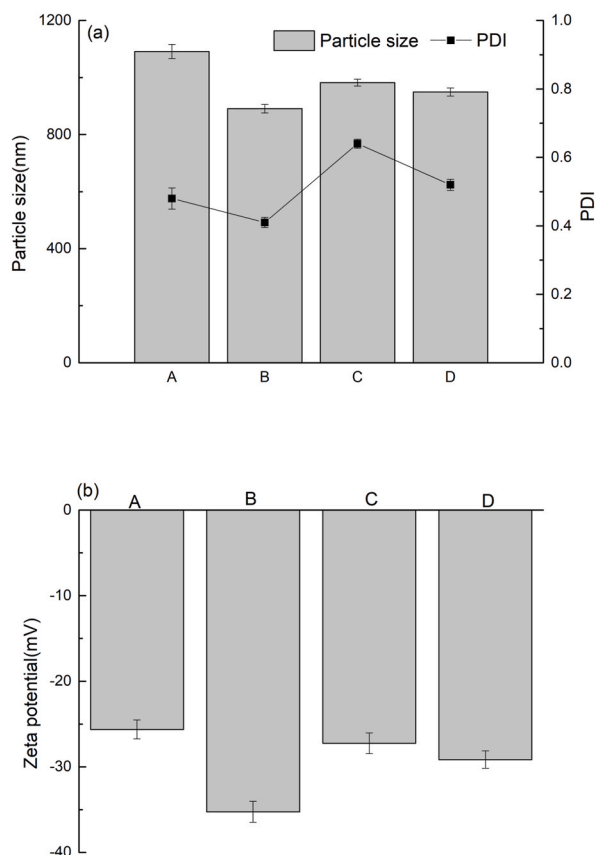 (a)
Particle size
PDI
1200
800
400
0
Particle size(nm)
1.0
0.8
0.6
0.4
0.2
0.0
PDI
A B C D
(b)
A B C D
0
-10
-20
-30
-40
Zeta potential(mV)